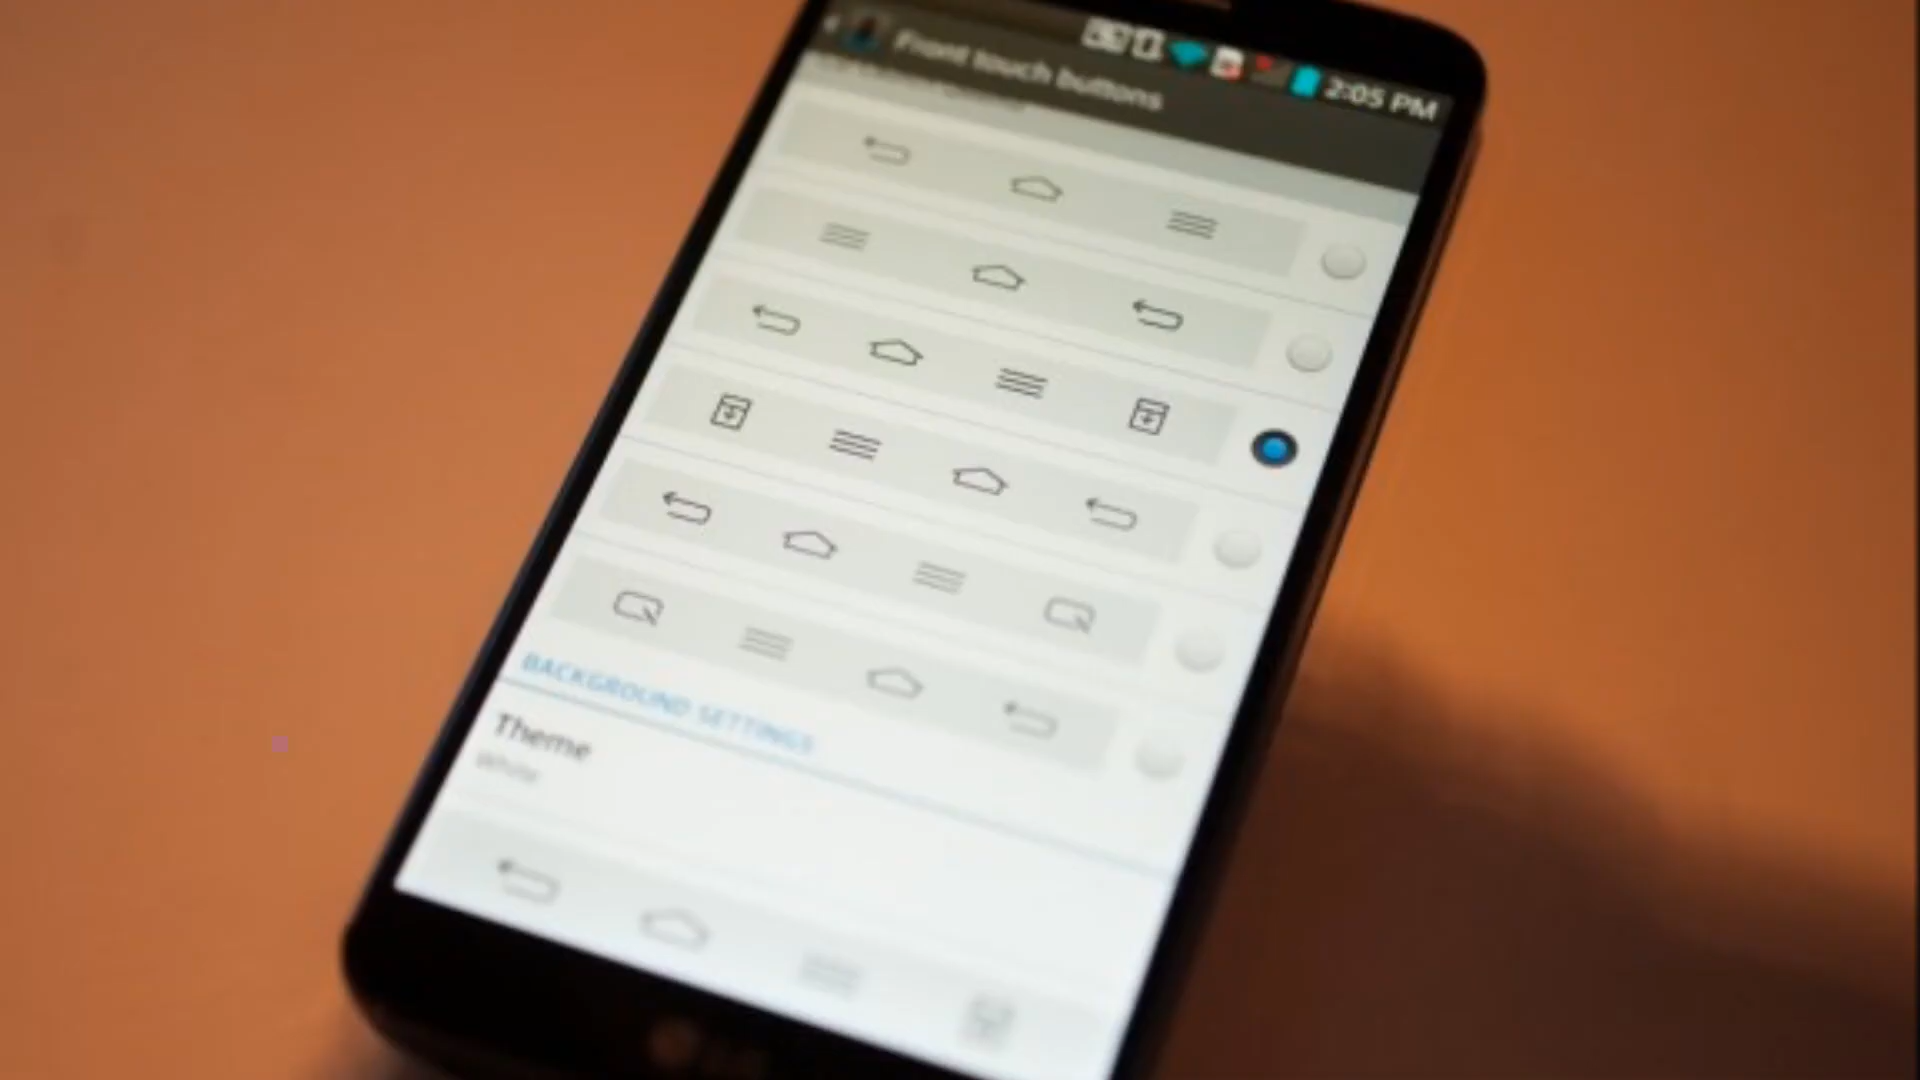 Front touch buttons
2:05 PM
BACKGROUND SETTINGS
Theme
White